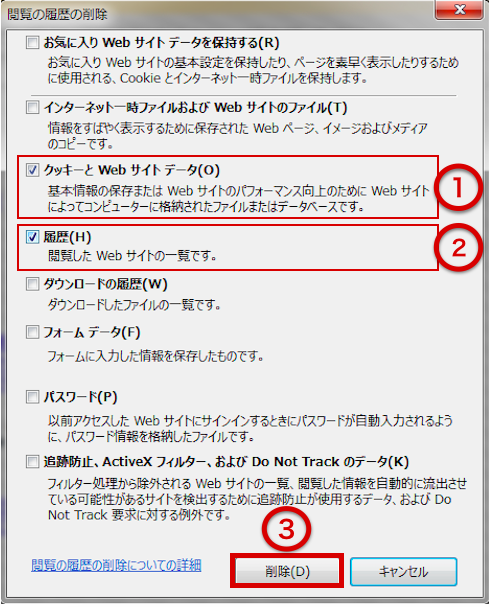 閲覧の履歴の削除
お気に入り Web サイト データを保持する(R)
お気に入り Web サイトの基本設定を保持したり、ページを素早く表示したりするため
に使用される、Cookie とインターネット一時ファイルを保持します。
インターネット一時ファイルおよび Web サイトのファイル(T)
情報をすばやく表示するために保存された Web ページ、イメージおよびメディア
のコピーです。
クッキーと Web サイト データ(O)
基本情報の保存または Web サイトのパフォーマンス向上のために Web サイト
によってコンピューターに格納されたファイルまたはデータベースです。
1
履歴(H)
閲覧した Web サイトの一覧です。
2
ダウンロードの履歴(W)
ダウンロードしたファイルの一覧です。
フォーム データ(F)
フォームに入力した情報を保存したものです。
パスワード(P)
以前アクセスした Web サイトにサインインするときにパスワードが自動入力されるよう
に、パスワード情報を格納したファイルです。
追跡防止、ActiveX フィルター、および Do Not Track のデータ(K)
フィルター処理から除外される Web サイトの一覧、閲覧した情報を自動的に流出させ
ている可能性があるサイトを検出するために追跡防止が使用するデータ、および Do
Not Track 要求に対する例外です。
3
閲覧の履歴の削除についての詳細
削除(D)
キャンセル